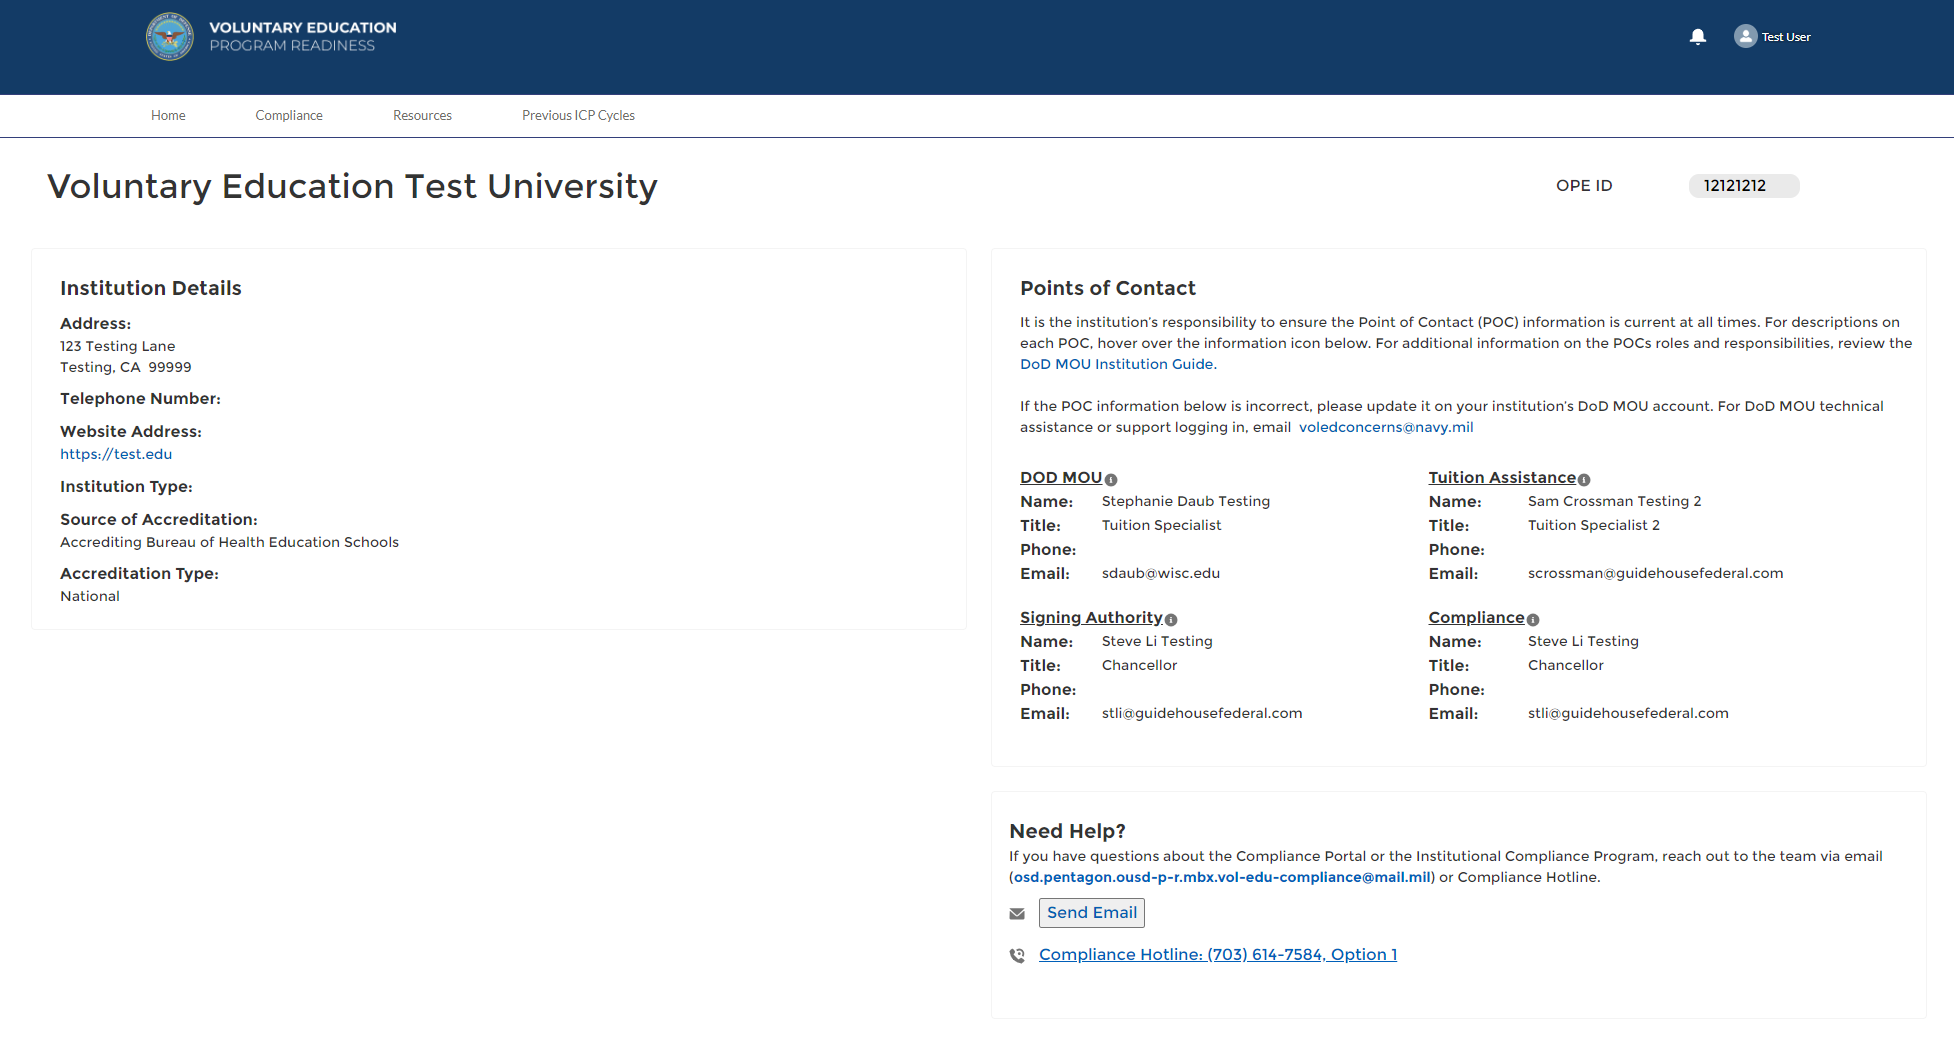 VOLUNTARY EDUCATION
PROGRAM READINESS
Test User
Home
Compliance
Resources
Previous ICP Cycles
Voluntary Education Test University
OPE ID
12121212
Institution Details
Address:
123 Testing Lane
Testing, CA 99999
Telephone Number:
Website Address:
https://test.edu
Institution Type:
Source of Accreditation:
Accrediting Bureau of Health Education Schools
Accreditation Type:
National
Points of Contact
It is the institution's responsibility to ensure the Point of Contact (POC) information is current at all times. For descriptions on
each POC, hover over the information icon below. For additional information on the POCs roles and responsibilities, review the
DoD MOU Institution Guide.
If the POC information below is incorrect, please update it on your institution's DoD MOU account. For DoD MOU technical
assistance or support logging in, email voledconcerns@navy.mil
DOD MOU
Name: Stephanie Daub Testing
Title: Tuition Specialist
Phone:
Email: sdaub@wisc.edu
Tuition Assistance
Name: Sam Crossman Testing 2
Title: Tuition Specialist 2
Phone:
Email: scrossman@guidehousefederal.com
Signing Authority
Name: Steve Li Testing
Title: Chancellor
Phone:
Email: stli@guidehousefederal.com
Compliance
Name: Steve Li Testing
Title: Chancellor
Phone:
Email: stli@guidehousefederal.com
Need Help?
If you have questions about the Compliance Portal or the Institutional Compliance Program, reach out to the team via email
(osd.pentagon.ousd-p-r.mbx.vol-edu-compliance@mail.mil) or Compliance Hotline.
Send Email
Compliance Hotline: (703) 614-7584, Option 1